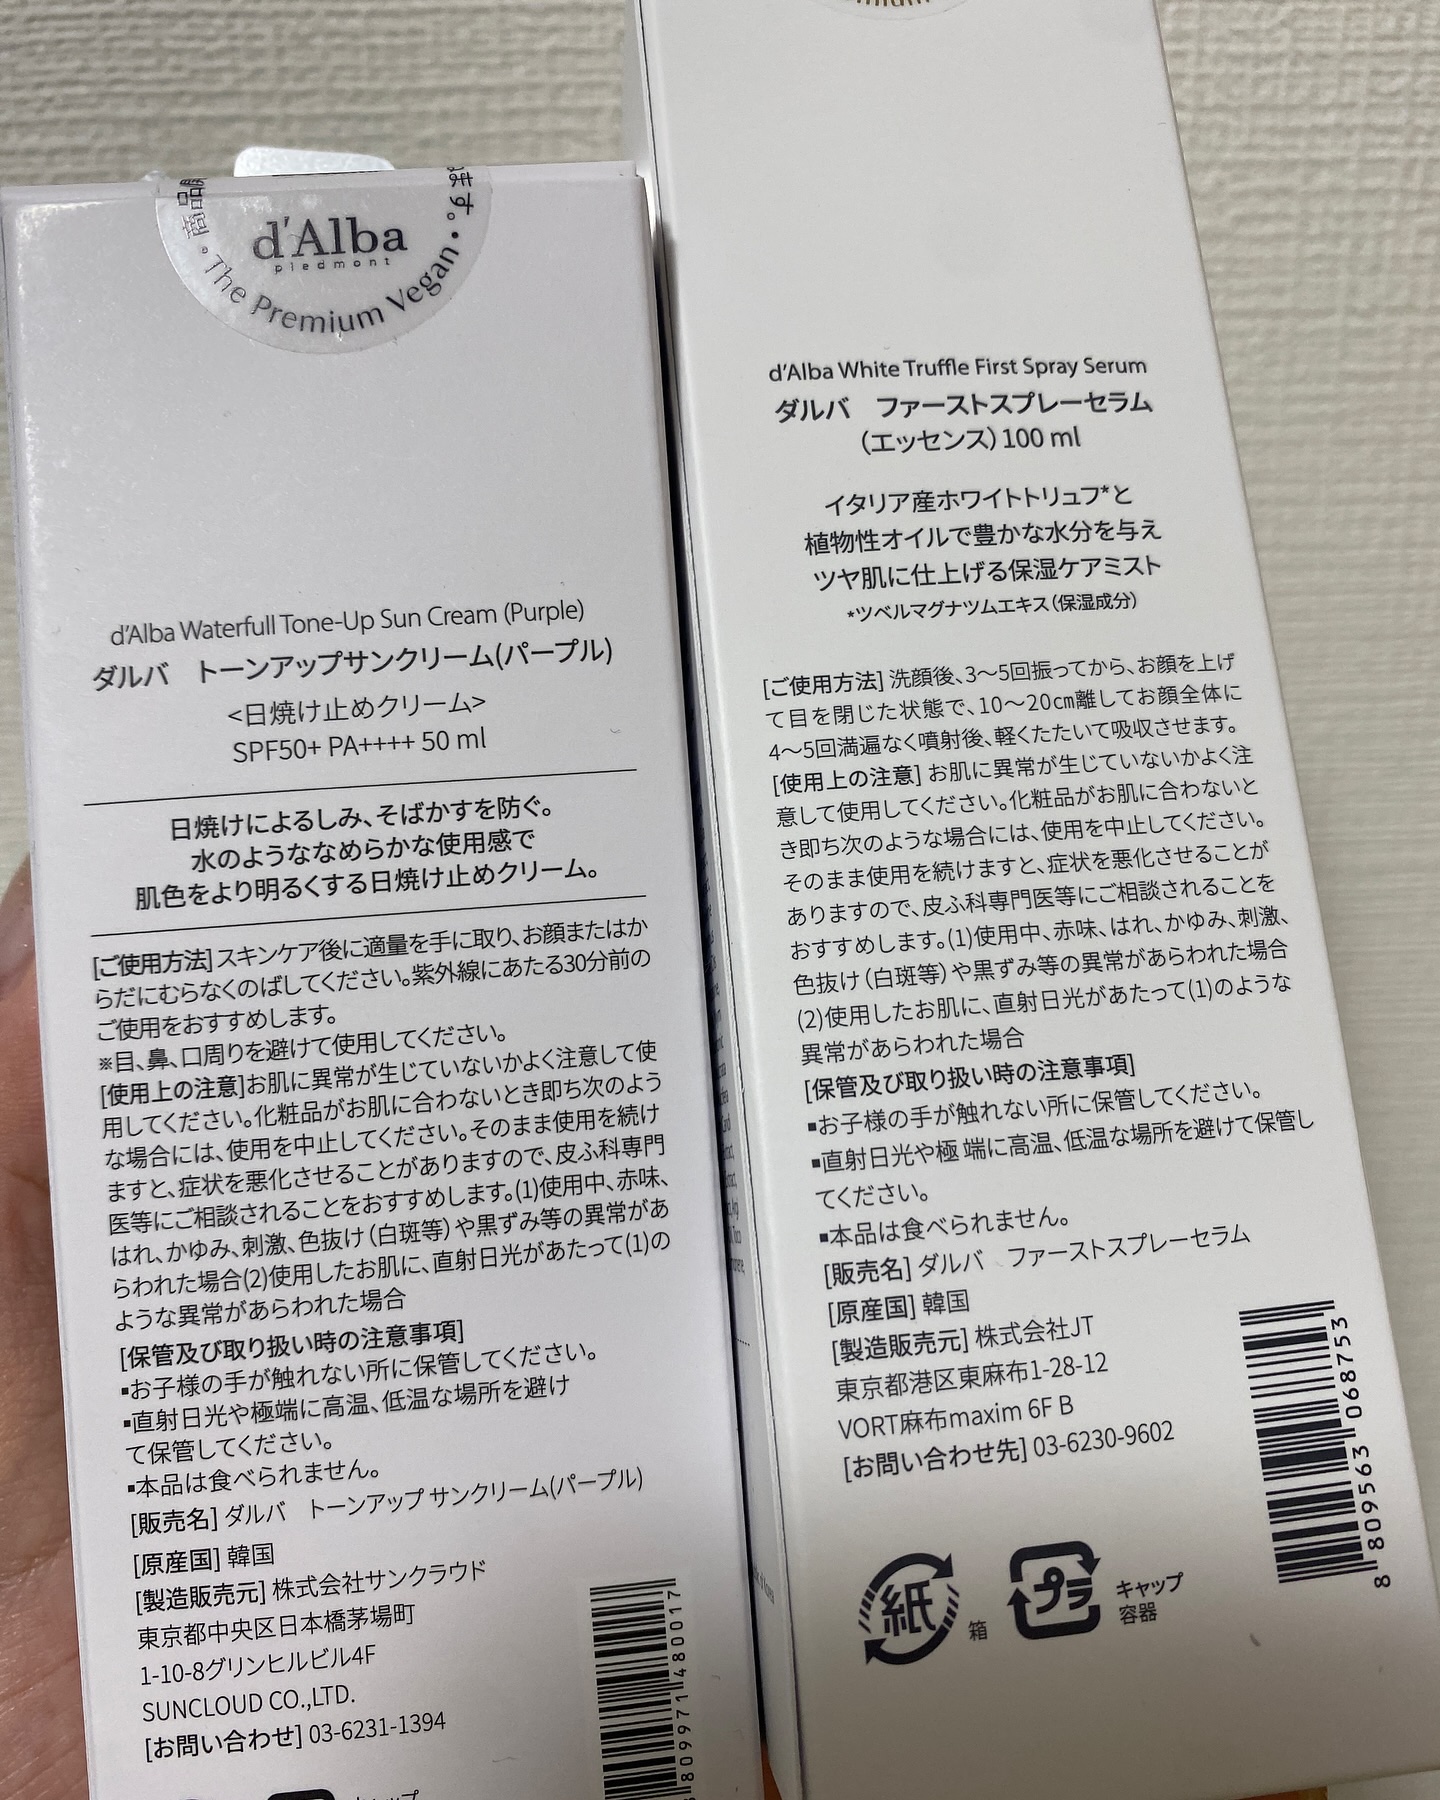 d'Alba
piedmont
The Premium Vegan
d'Alba Waterfull Tone-Up Sun Cream (Purple)
ダルバ　トーンアップサンクリーム(パープル)
<日焼け止めクリーム>
SPF50+ PA++++ 50 ml
日焼けによるしみ、そばかすを防ぐ。
水のようななめらかな使用感で
肌色をより明るくする日焼け止めクリーム。
[ご使用方法] スキンケア後に適量を手に取り、お顔またはか
らだにむらなくのばしてください。紫外線にあたる30分前の
ご使用をおすすめします。
※目、鼻、口周りを避けて使用してください。
[使用上の注意]お肌に異常が生じていないかよく注意して使
用してください。化粧品がお肌に合わないとき即ち次のよう
な場合には、使用を中止してください。そのまま使用を続け
ますと、症状を悪化させることがありますので、皮ふ科専門
医等にご相談されることをおすすめします。(1)使用中、赤味、
はれ、かゆみ、刺激、色抜け（白斑等）や黒ずみ等の異常があ
らわれた場合(2)使用したお肌に、直射日光があたって(1)の
ような異常があらわれた場合
[保管及び取り扱い時の注意事項]
▪お子様の手が触れない所に保管してください。
▪直射日光や極端に高温、低温な場所を避け
て保管してください。
▪本品は食べられません。
[販売名] ダルバ　トーンアップ サンクリーム(パープル)
[原産国] 韓国
[製造販売元] 株式会社サンクラウド
東京都中央区日本橋茅場町
1-10-8グリンヒルビル4F
SUNCLOUD CO.,LTD.
[お問い合わせ] 03-6231-1394
809971 480017
d'Alba White Truffle First Spray Serum
ダルバ　ファーストスプレーセラム
（エッセンス）100 ml
イタリア産ホワイトトリュフ*と
植物性オイルで豊かな水分を与え
ツヤ肌に仕上げる保湿ケアミスト
*ツベルマグナツムエキス（保湿成分）
[ご使用方法] 洗顔後、3～5回振ってから、お顔を上げ
て目を閉じた状態で、10～20㎝離してお顔全体に
4～5回満遍なく噴射後、軽くたたいて吸収させます。
[使用上の注意] お肌に異常が生じていないかよく注
意して使用してください。化粧品がお肌に合わないと
き即ち次のような場合には、使用を中止してください。
そのまま使用を続けますと、症状を悪化させることが
ありますので、皮ふ科専門医等にご相談されることを
おすすめします。(1)使用中、赤味、はれ、かゆみ、刺激、
色抜け（白斑等）や黒ずみ等の異常があらわれた場合
(2)使用したお肌に、直射日光があたって(1)のような
異常があらわれた場合
[保管及び取り扱い時の注意事項]
▪お子様の手が触れない所に保管してください。
▪直射日光や極 端に高温、低温な場所を避けて保管し
てください。
▪本品は食べられません。
[販売名] ダルバ　ファーストスプレーセラム
[原産国] 韓国
[製造販売元] 株式会社JT
東京都港区東麻布1-28-12
VORT麻布maxim 6F B
[お問い合わせ先] 03-6230-9602
8 809563 068753
紙
箱
プラ
キャップ
容器